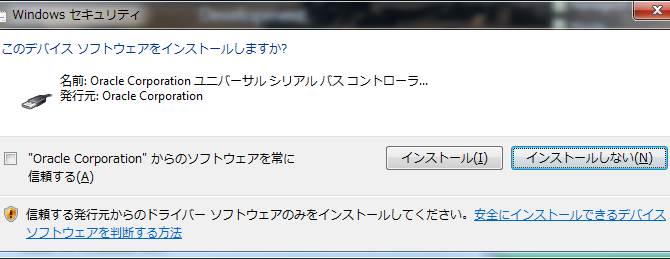 Windows セキュリティ
このデバイス ソフトウェアをインストールしますか?
名前: Oracle Corporation ユニバーサル シリアル バス コントローラ...
発行元: Oracle Corporation
"Oracle Corporation" からのソフトウェアを常に
信頼する(A)
インストール(I)
インストールしない(N)
信頼する発行元からのドライバー ソフトウェアのみをインストールしてください。安全にインストールできるデバイス
ソフトウェアを判断する方法